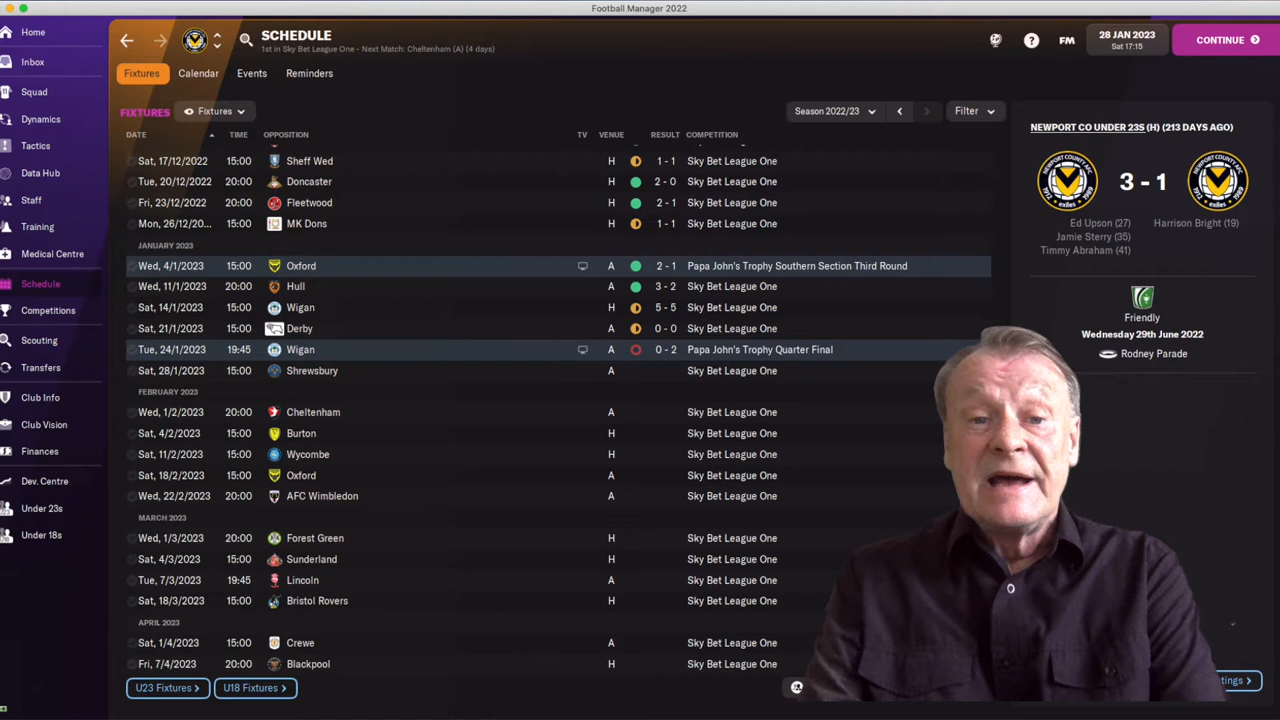 Football Manager 2022
Home
Inbox
Squad
Dynamics
Tactics
Data Hub
Staff
Training
Medical Centre
Schedule
Competitions
Scouting
Transfers
Club Info
Club Vision
Finances
Dev. Centre
Under 23s
Under 18s
SCHEDULE
1st in Sky Bet League One - Next Match: Cheltenham (A) (4 days)
FM
28 JAN 2023
Sat 17:15
CONTINUE
Fixtures Calendar Events Reminders
FIXTURES Fixtures Season 2022/23 Filter
DATE TIME OPPOSITION TV VENUE RESULT COMPETITION
Sat, 17/12/2022 15:00 Sheff Wed H 1 - 1 Sky Bet League One
Tue, 20/12/2022 20:00 Doncaster H 2 - 0 Sky Bet League One
Fri, 23/12/2022 20:00 Fleetwood H 2 - 1 Sky Bet League One
Mon, 26/12/20... 15:00 MK Dons H 1 - 1 Sky Bet League One
JANUARY 2023
Wed, 4/1/2023 15:00 Oxford A 2 - 1 Papa John's Trophy Southern Section Third Round
Wed, 11/1/2023 20:00 Hull A 3 - 2 Sky Bet League One
Sat, 14/1/2023 15:00 Wigan H 5 - 5 Sky Bet League One
Sat, 21/1/2023 15:00 Derby A 0 - 0 Sky Bet League One
Tue, 24/1/2023 19:45 Wigan A 0 - 2 Papa John's Trophy Quarter Final
Sat, 28/1/2023 15:00 Shrewsbury A Sky Bet League One
FEBRUARY 2023
Wed, 1/2/2023 20:00 Cheltenham A Sky Bet League One
Sat, 4/2/2023 15:00 Burton H Sky Bet League One
Sat, 11/2/2023 15:00 Wycombe H Sky Bet League One
Sat, 18/2/2023 15:00 Oxford A Sky Bet League One
Wed, 22/2/2023 20:00 AFC Wimbledon A Sky Bet League One
MARCH 2023
Wed, 1/3/2023 20:00 Forest Green H Sky Bet League One
Sat, 4/3/2023 15:00 Sunderland H Sky Bet League One
Tue, 7/3/2023 19:45 Lincoln A Sky Bet League One
Sat, 18/3/2023 15:00 Bristol Rovers H Sky Bet League One
APRIL 2023
Sat, 1/4/2023 15:00 Crewe A Sky Bet League One
Fri, 7/4/2023 20:00 Blackpool H Sky Bet League One
U23 Fixtures U18 Fixtures
NEWPORT CO UNDER 23S (H) (213 DAYS AGO)
NEWPORT COUNTY AFC
1912 1989
exiles
3 - 1
NEWPORT COUNTY AFC
1912 1989
exiles
Ed Upson (27) Harrison Bright (19)
Jamie Sterry (35)
Timmy Abraham (41)
Friendly
Wednesday 29th June 2022
Rodney Parade